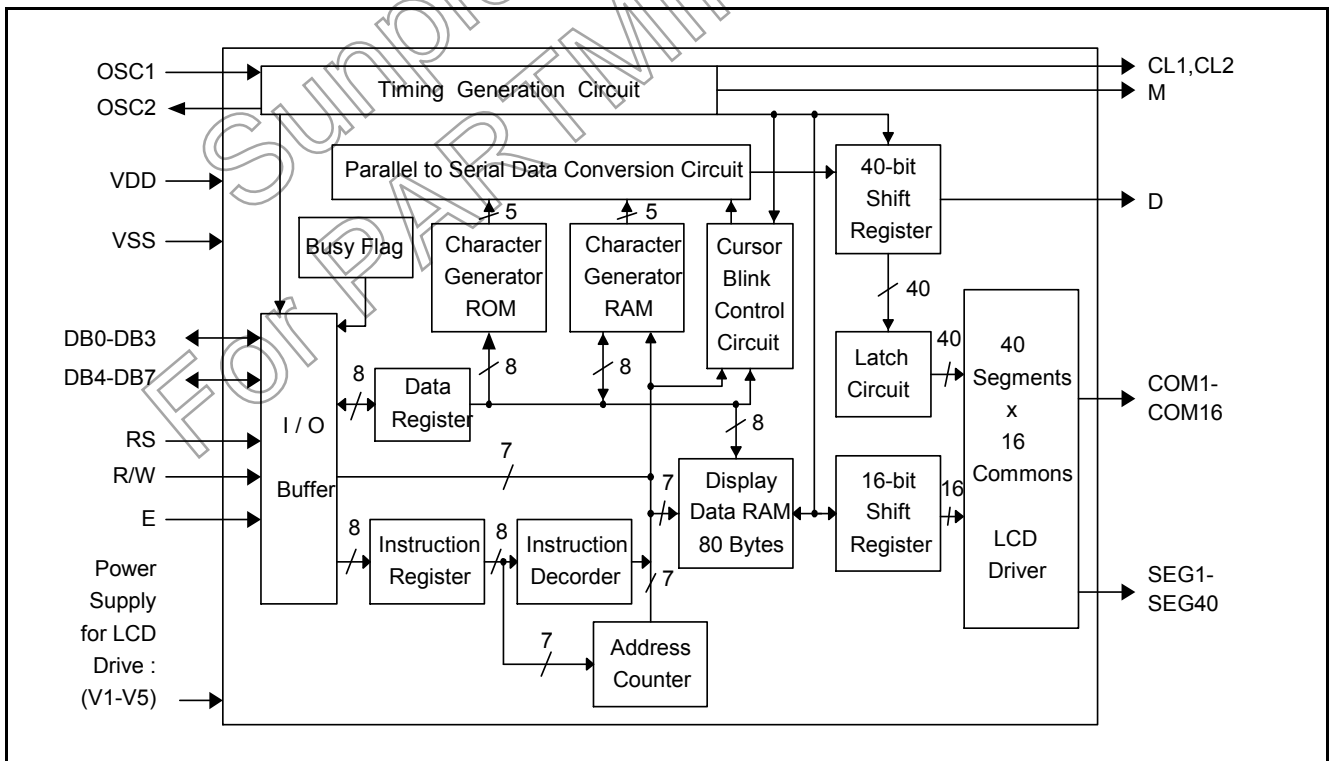 OSC1
OSC2
VDD
VSS
DB0-DB3
DB4-DB7
RS
R/W
E
Power
Supply
for LCD
Drive :
(V1-V5)
Timing Generation Circuit
Parallel to Serial Data Conversion Circuit
40-bit
Shift
Register
Busy Flag
5
Character
Generator
ROM
5
Character
Generator
RAM
Cursor
Blink
Control
Circuit
40
I / O
Buffer
8
Data
Register
8
8
8
Latch
Circuit
40
40
Segments
x
16
Commons
LCD
Driver
7
7
Display
Data RAM
80 Bytes
16-bit
Shift
Register
16
8
Instruction
Register
8
Instruction
Decorder
7
7
Address
Counter
CL1,CL2
M
D
COM1-
COM16
SEG1-
SEG40
For PARTMI